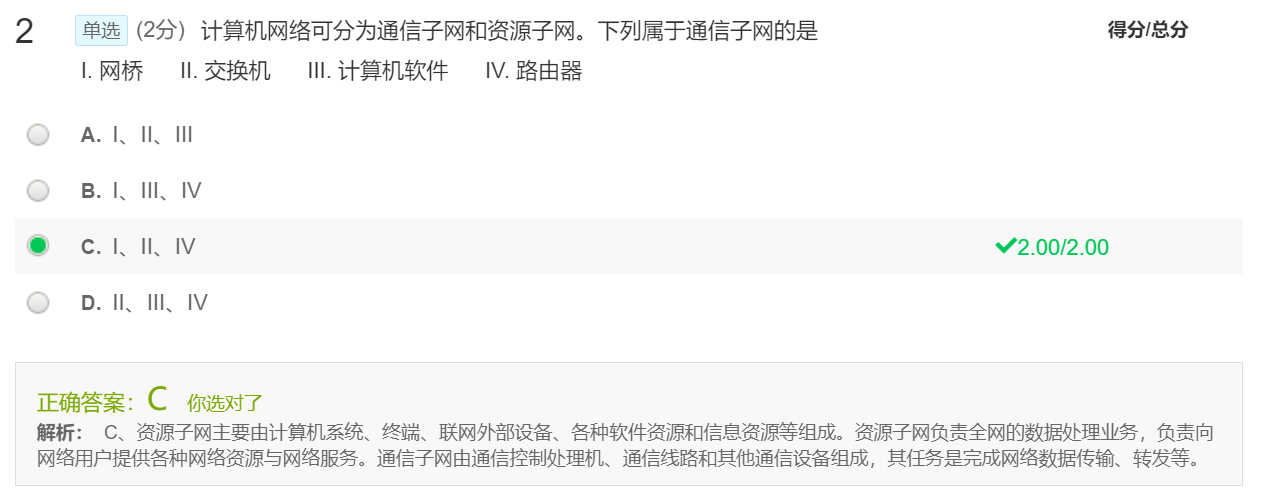 2 单选 (2分) 计算机网络可分为通信子网和资源子网。下列属于通信子网的是 得分/总分
I. 网桥 II. 交换机 III. 计算机软件 IV. 路由器
A. I、II、III
B. I、III、IV
C. I、II、IV 2.00/2.00
D. II、III、IV
正确答案：C 你选对了
解析： C、资源子网主要由计算机系统、终端、联网外部设备、各种软件资源和信息资源等组成。资源子网负责全网的数据处理业务，负责向
网络用户提供各种网络资源与网络服务。通信子网由通信控制处理机、通信线路和其他通信设备组成，其任务是完成网络数据传输、转发等。